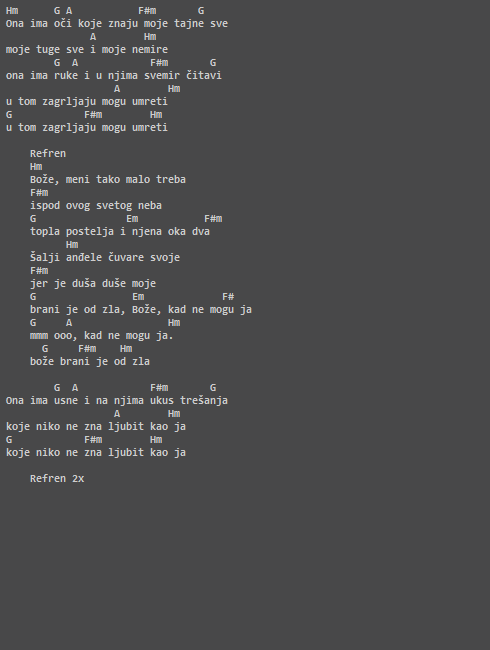 Hm      G A           F#m       G
Ona ima oči koje znaju moje tajne sve
              A        Hm
moje tuge sve i moje nemire
        G  A            F#m       G
ona ima ruke i u njima svemir čitavi
                  A        Hm
u tom zagrljaju mogu umreti
G            F#m        Hm
u tom zagrljaju mogu umreti

    Refren
    Hm
    Bože, meni tako malo treba
    F#m
    ispod ovog svetog neba
    G               Em           F#m
    topla postelja i njena oka dva
          Hm
    šalji anđele čuvare svoje
    F#m
    jer je duša duše moje
    G                Em             F#
    brani je od zla, Bože, kad ne mogu ja
    G     A                Hm
    mmm ooo, kad ne mogu ja.
      G     F#m    Hm
    bože brani je od zla

        G  A            F#m       G
Ona ima usne i na njima ukus trešanja
                  A        Hm
koje niko ne zna ljubit kao ja
G            F#m        Hm
koje niko ne zna ljubit kao ja

    Refren 2x